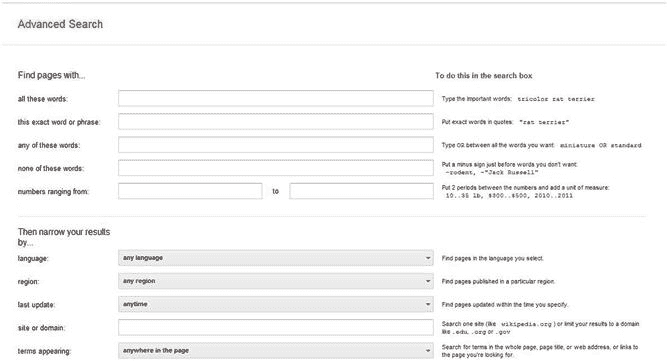 Advanced Search
Find pages with...
To do this in the search box
all these words:
Type the important words: tricolor rat terrier
this exact word or phrase:
Put exact words in quotes: "rat terrier"
any of these words:
Type OR between all the words you want: miniature OR standard
none of these words:
Put a minus sign just before words you don't want:
-rodent, -"Jack Russell"
numbers ranging from:
to
Put 2 periods between the numbers and add a unit of measure:
10..35 lb, $300..$500, 2010..2011
Then narrow your results
by...
language:
any language
Find pages in the language you select.
region:
any region
Find pages published in a particular region.
last update:
anytime
Find pages updated within the time you specify.
site or domain:
Search one site (like wikipedia.org ) or limit your results to a domain
like .edu, .org or .gov
terms appearing:
anywhere in the page
Search for terms in the whole page, page title, or web address, or links to
the page you're looking for.